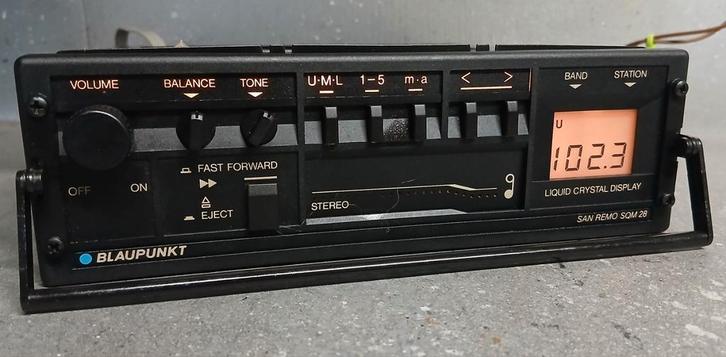 VOLUME BALANCE TONE U·M·L 1-5 m·a < > BAND STATION
U
102.3
OFF ON
FAST FORWARD
EJECT
STEREO
LIQUID CRYSTAL DISPLAY
SAN REMO SQM 26
BLAUPUNKT